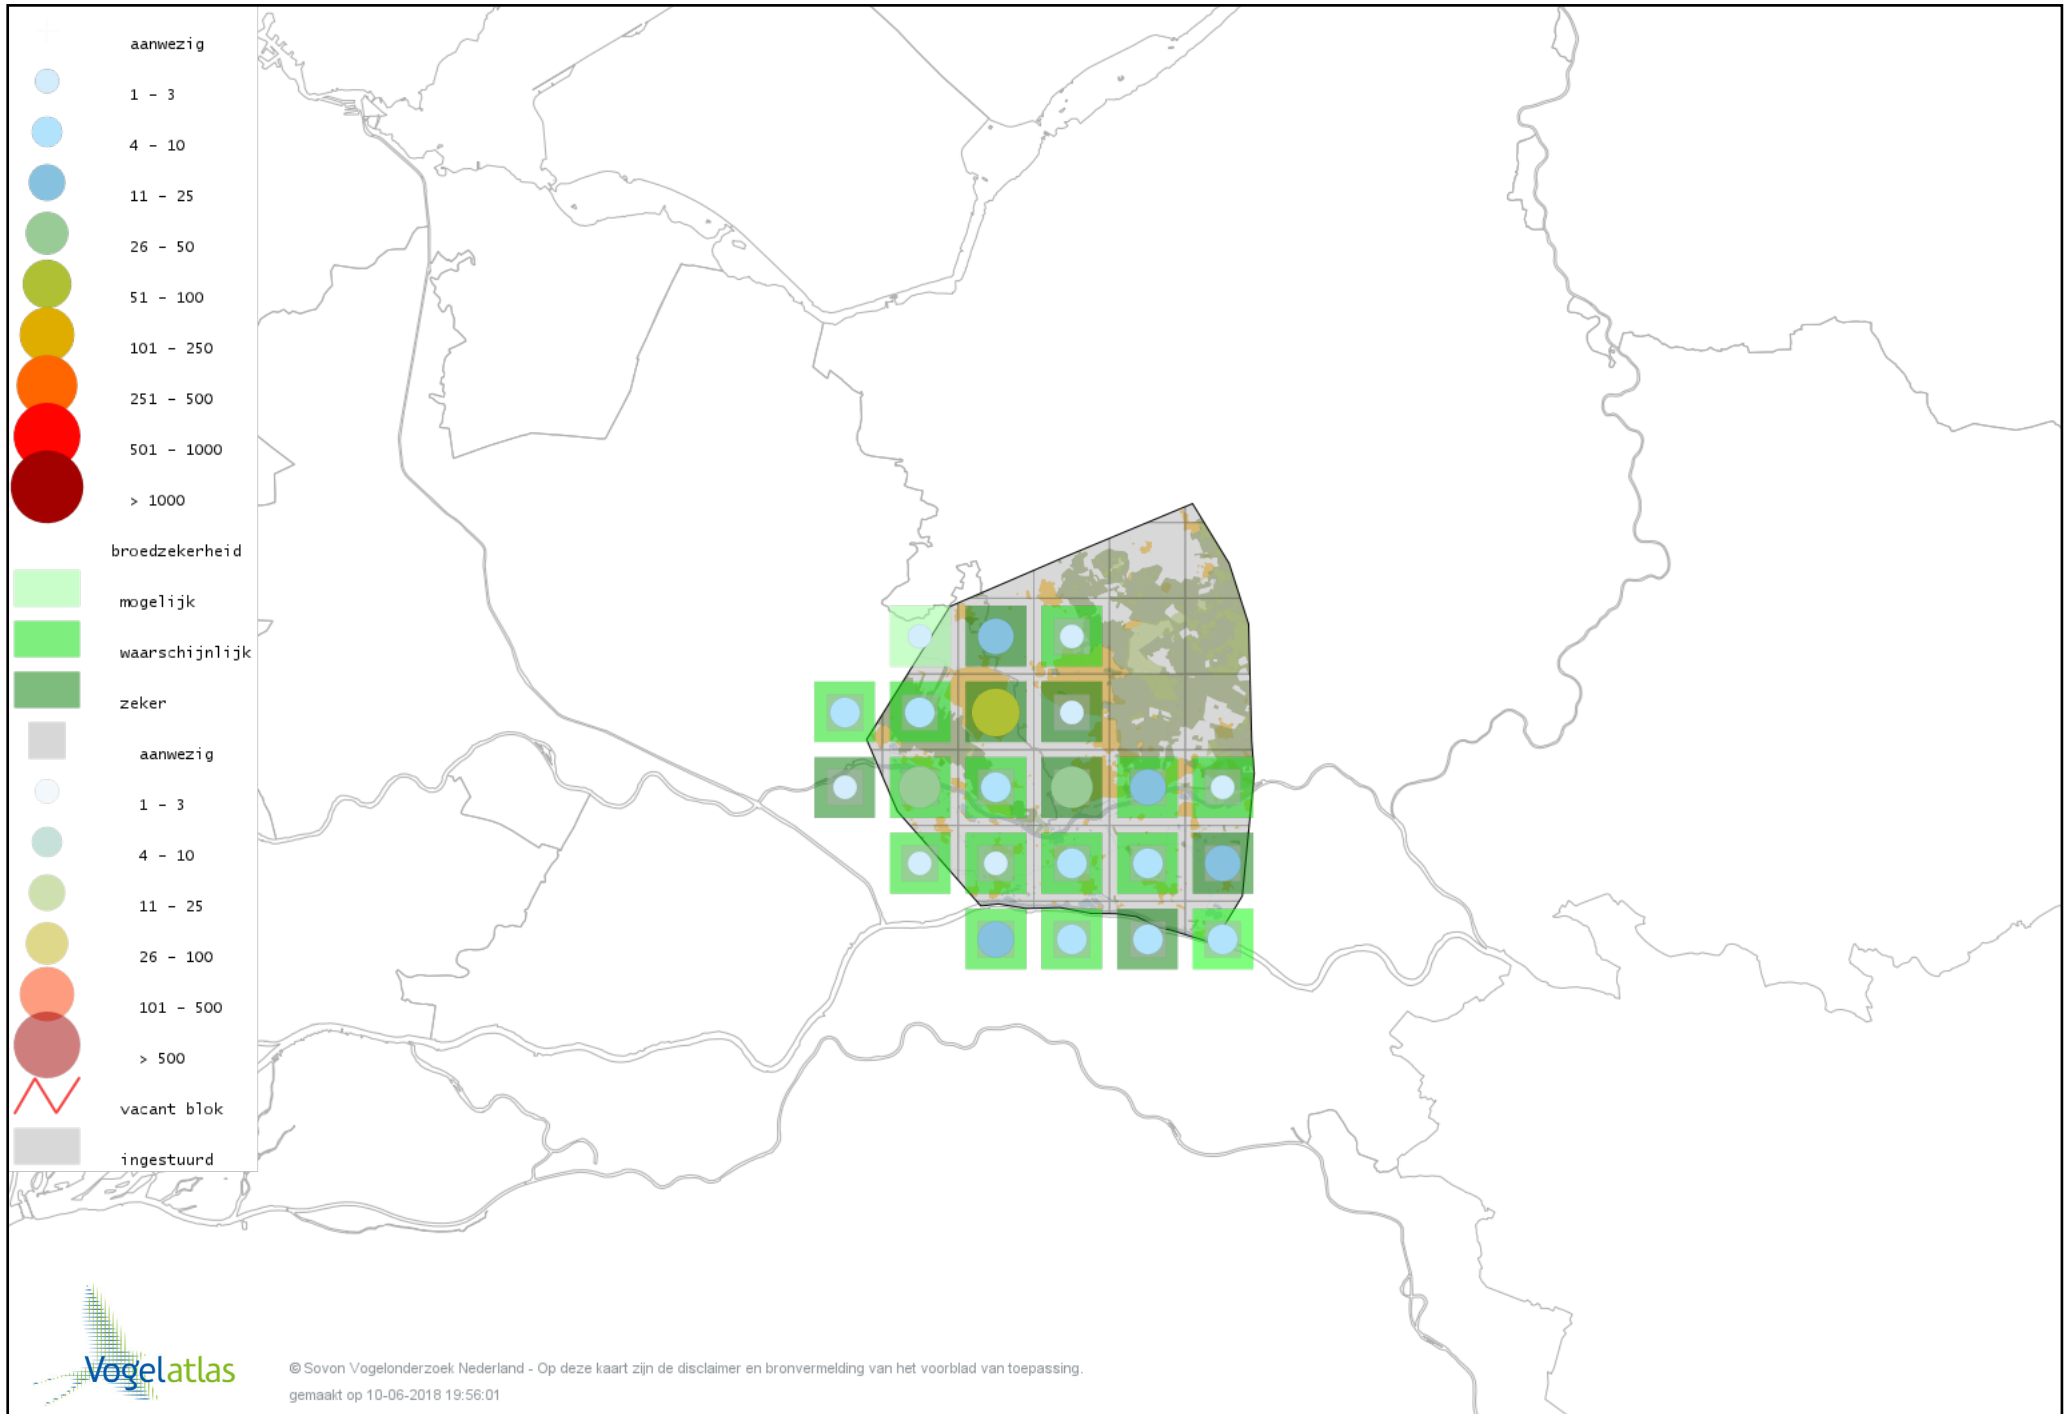 aanwezig
1 - 3
4 - 10
11 - 25
26 - 50
51 - 100
101 - 250
251 - 500
501 - 1000
> 1000
broedzekerheid
mogelijk
waarschijnlijk
zeker
aanwezig
1 - 3
4 - 10
11 - 25
26 - 100
101 - 500
> 500
vacant blok
ingestuurd
Vogelatlas
© Sovon Vogelonderzoek Nederland - Op deze kaart zijn de disclaimer en bronvermelding van het voorblad van toepassing.
gemaakt op 10-06-2018 19:56:01